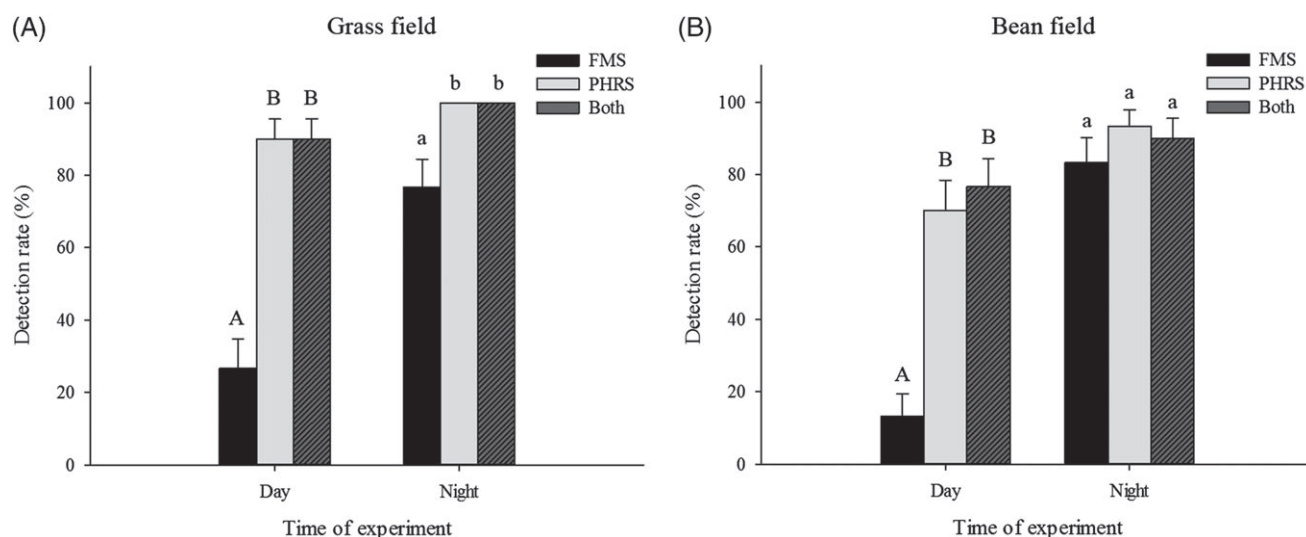 (A)
Grass field
FMS
PHRS
Both
B B
b b
a
A
100
80
60
40
20
0
Detection rate (%)
Day Night
Time of experiment
(B)
Bean field
FMS
PHRS
Both
a
a
a
B
B
A
100
80
60
40
20
0
Detection rate (%)
Day Night
Time of experiment